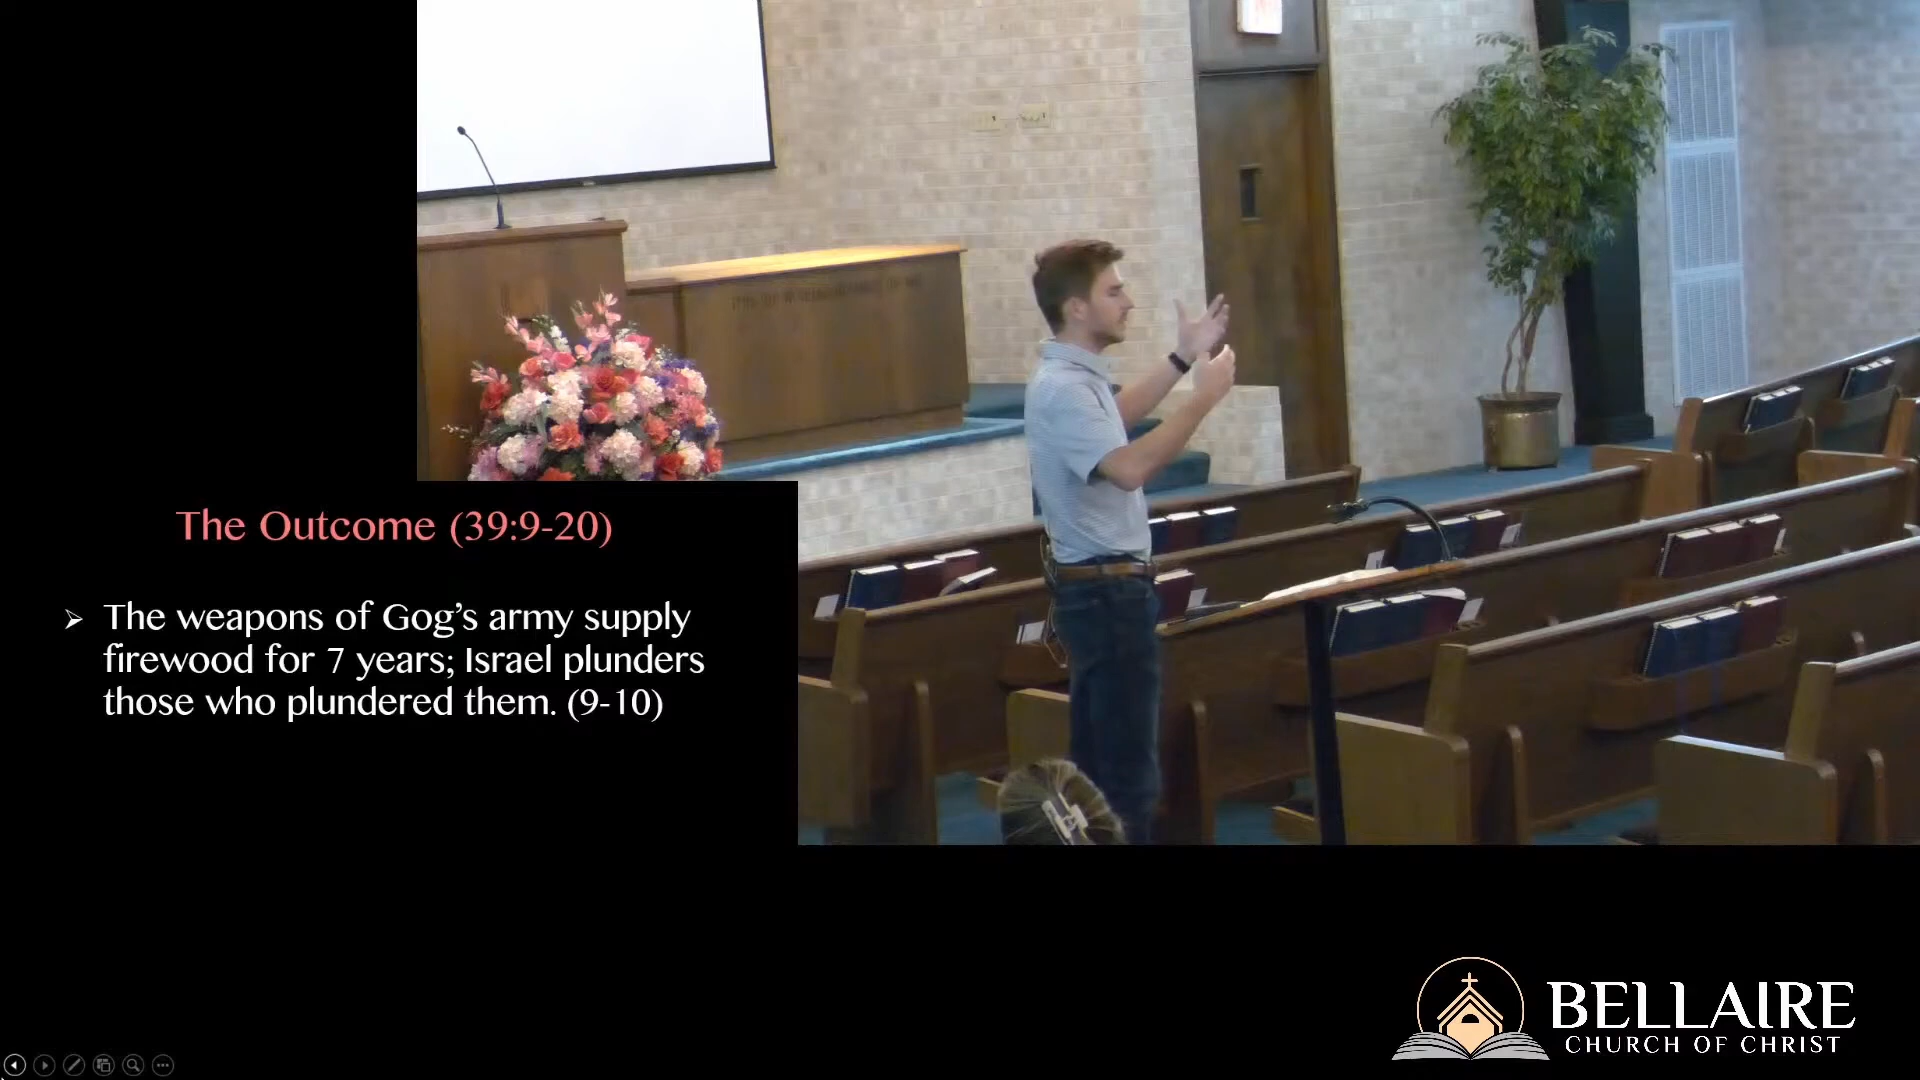 The Outcome (39:9-20)
➢ The weapons of Gog’s army supply
firewood for 7 years; Israel plunders
those who plundered them. (9-10)
BELLAIRE
CHURCH OF CHRIST